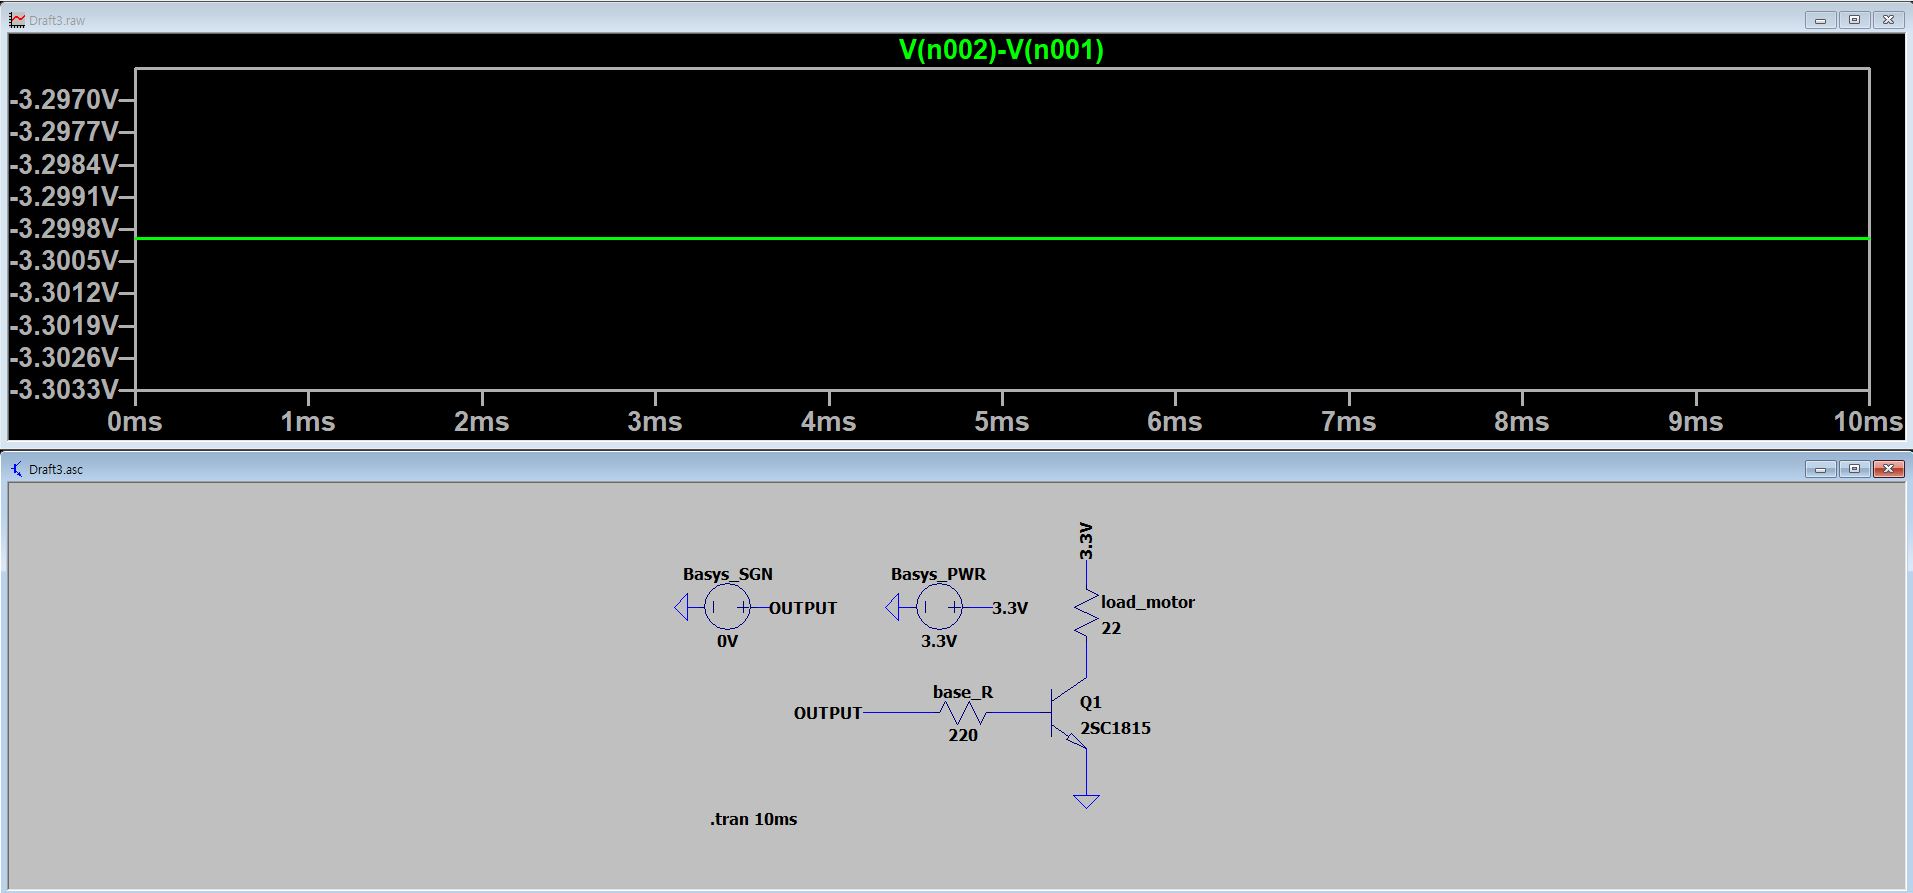 Draft3.raw
V(n002)-V(n001)
-3.2970V
-3.2977V
-3.2984V
-3.2991V
-3.2998V
-3.3005V
-3.3012V
-3.3019V
-3.3026V
-3.3033V
0ms 1ms 2ms 3ms 4ms 5ms 6ms 7ms 8ms 9ms 10ms
Draft3.asc
3.3V
Basys_SGN
OUTPUT
0V
Basys_PWR
3.3V
3.3V
load_motor
22
base_R
OUTPUT
220
Q1
2SC1815
.tran 10ms